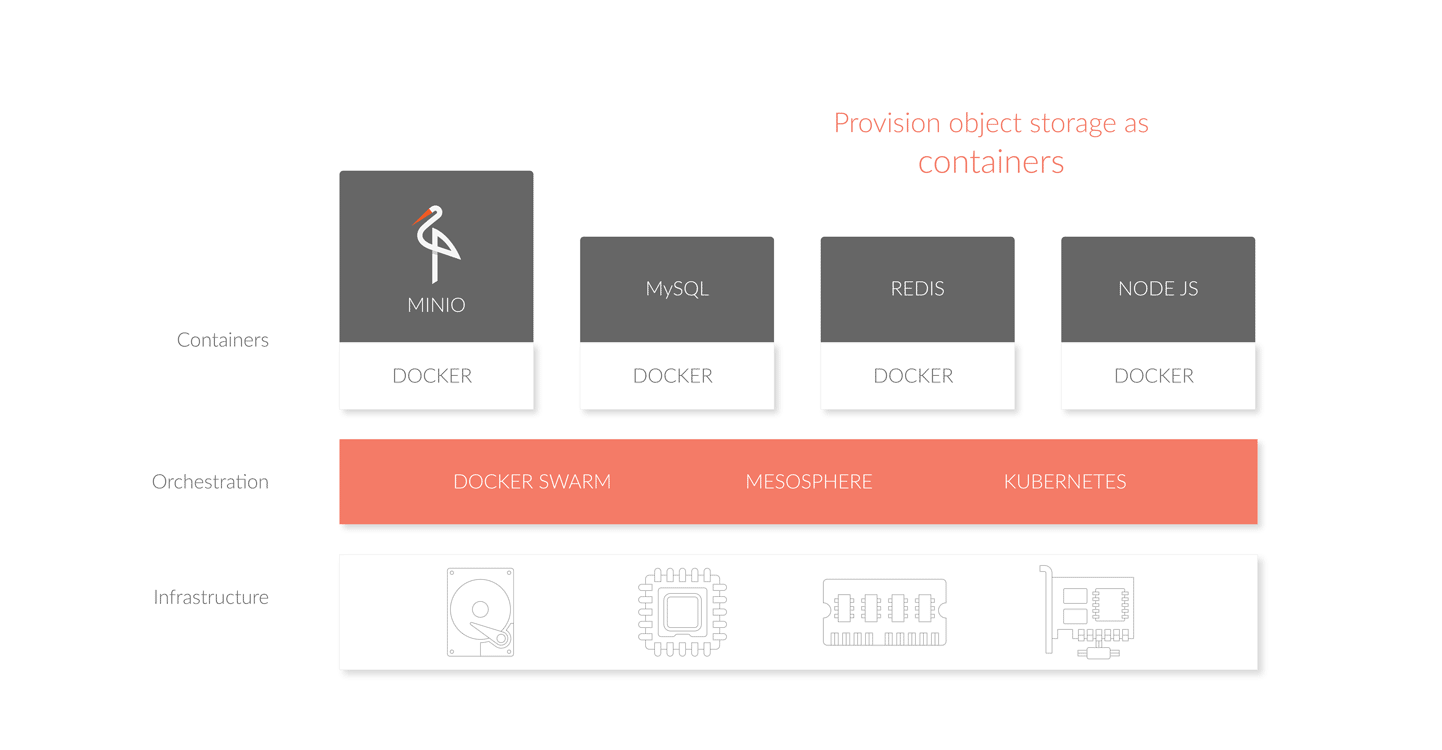 Provision object storage as
containers
MINIO
MySQL
REDIS
NODE JS
Containers
DOCKER
DOCKER
DOCKER
DOCKER
Orchestration
DOCKER SWARM
MESOSPHERE
KUBERNETES
Infrastructure